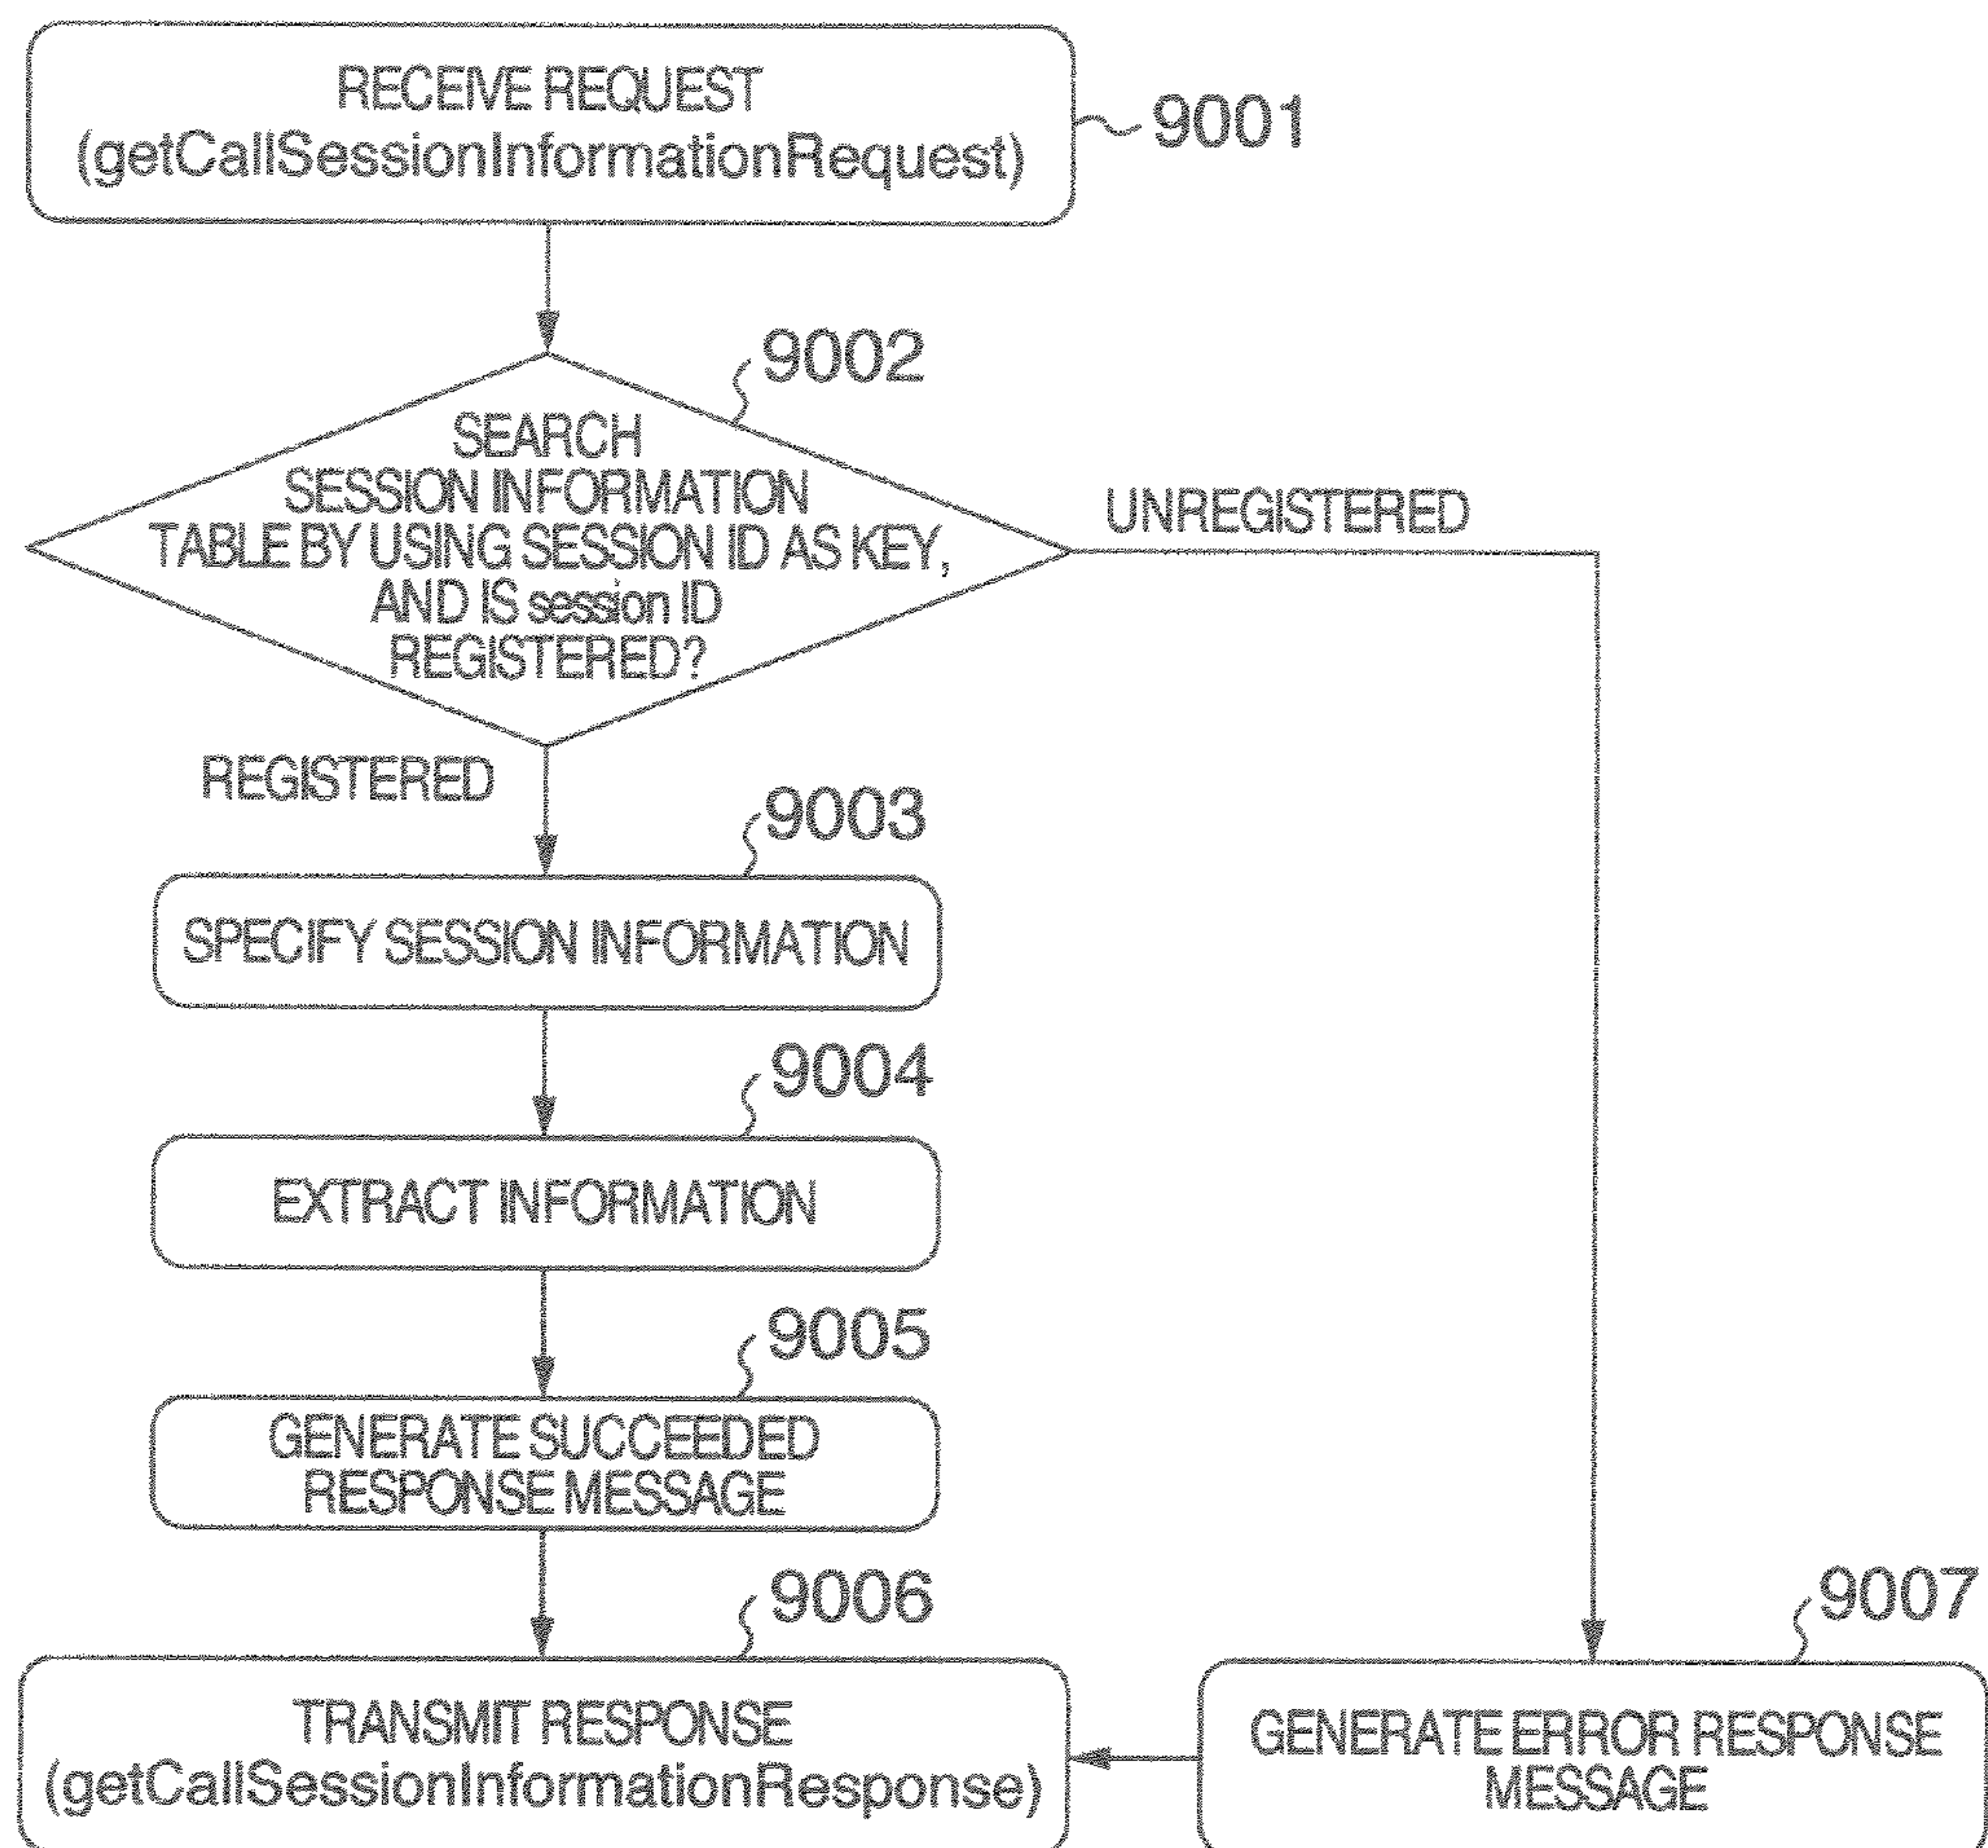 RECEIVE REQUEST
(getCallSessionInformationRequest)
9001
9002
SEARCH
SESSION INFORMATION
TABLE BY USING SESSION ID AS KEY,
AND IS session ID
REGISTERED?
UNREGISTERED
REGISTERED
9003
SPECIFY SESSION INFORMATION
9004
EXTRACT INFORMATION
9005
GENERATE SUCCEEDED
RESPONSE MESSAGE
9006
TRANSMIT RESPONSE
(getCallSessionInformationResponse)
9007
GENERATE ERROR RESPONSE
MESSAGE